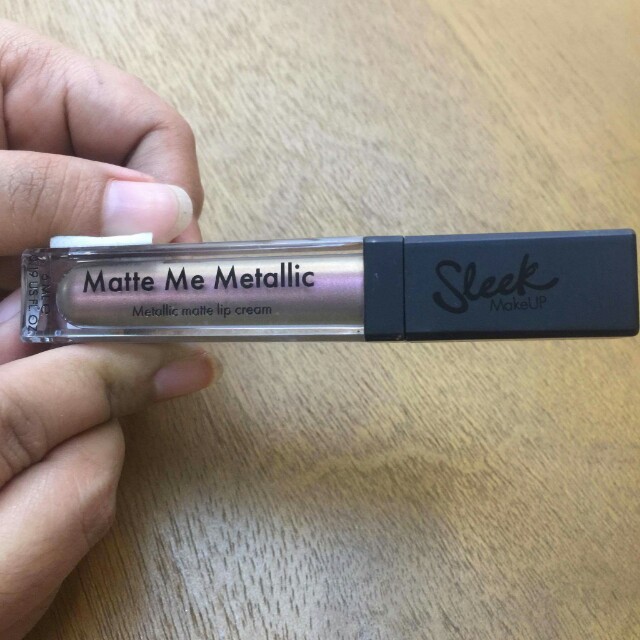 Matte Me Metallic
Metallic matte lip cream
Sleek
MakeUP